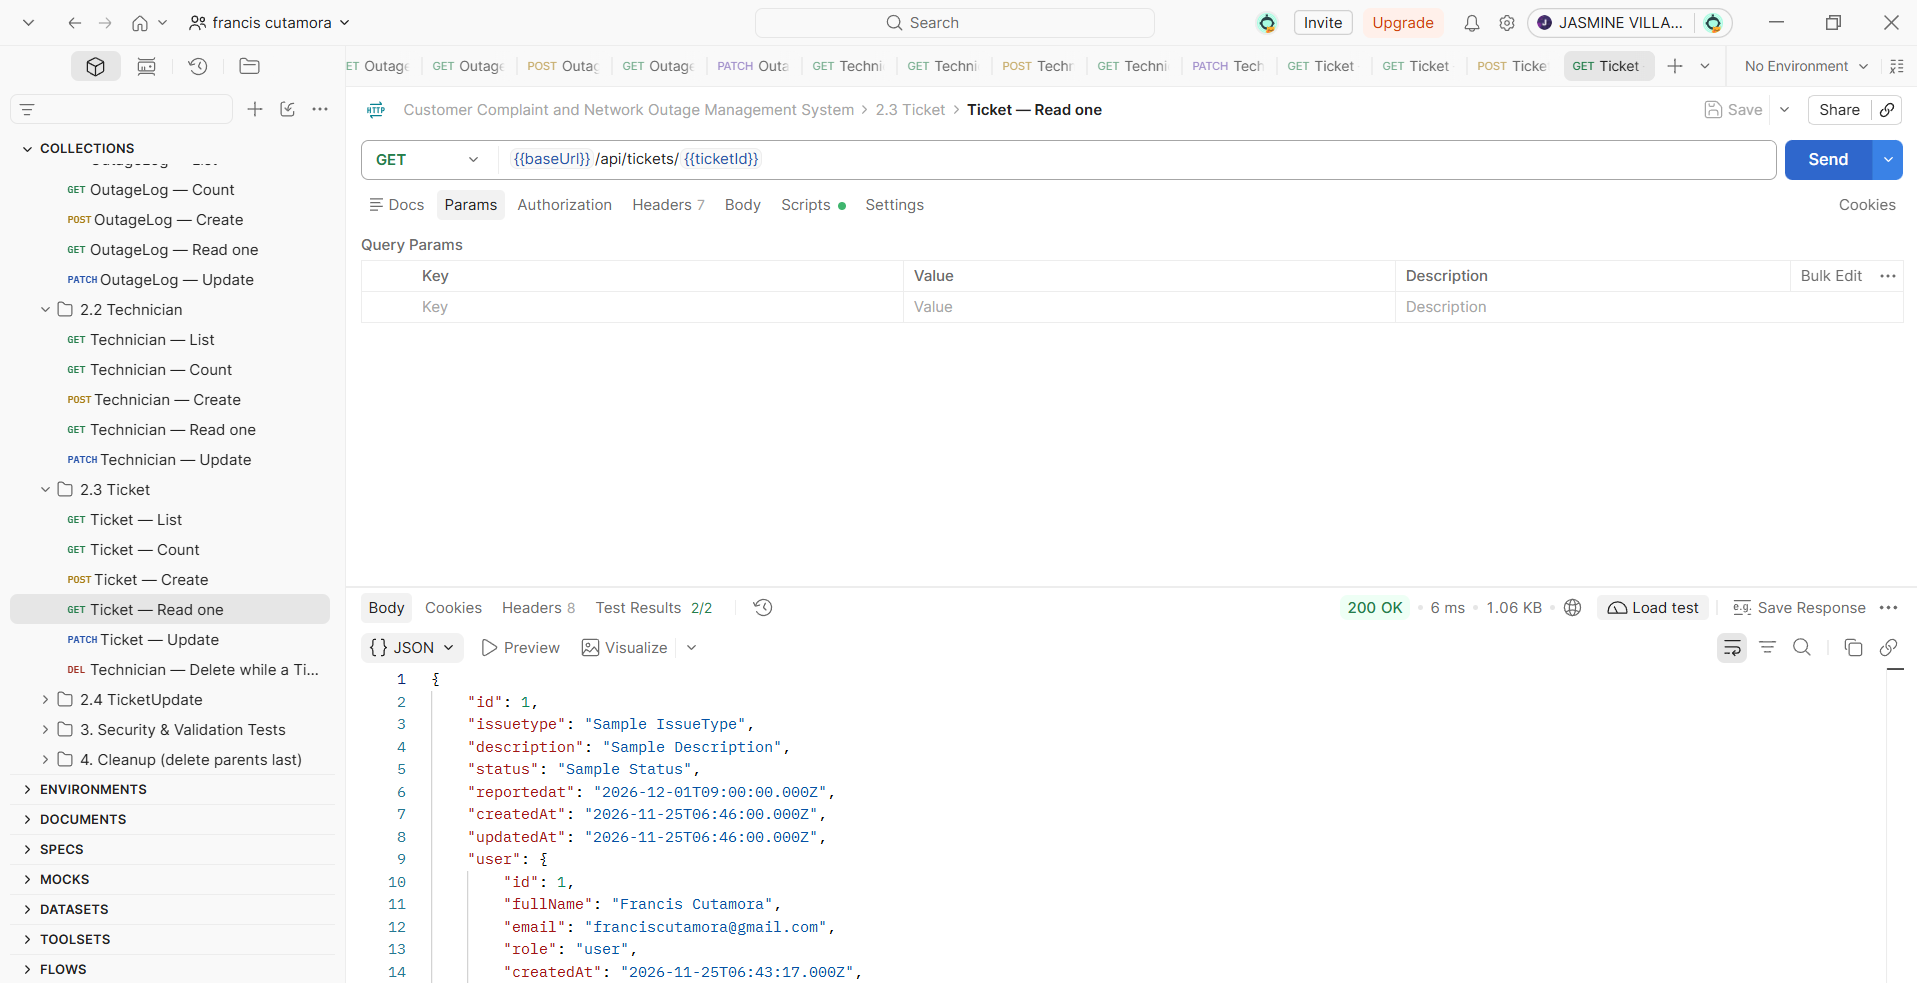 francis cutamora
Search
Invite
Upgrade
JASMINE VILLA...
ET Outage
GET Outage
POST Outag
GET Outage
PATCH Outa
GET Techni
GET Techni
POST Techr
GET Techni
PATCH Tech
GET Ticket
GET Ticket
POST Ticke
GET Ticket
No Environment
Customer Complaint and Network Outage Management System > 2.3 Ticket > Ticket — Read one
Save
Share
COLLECTIONS
OutageLog — List
GET OutageLog — Count
POST OutageLog — Create
GET OutageLog — Read one
PATCH OutageLog — Update
2.2 Technician
GET Technician — List
GET Technician — Count
POST Technician — Create
GET Technician — Read one
PATCH Technician — Update
2.3 Ticket
GET Ticket — List
GET Ticket — Count
POST Ticket — Create
GET Ticket — Read one
PATCH Ticket — Update
DEL Technician — Delete while a Ti...
2.4 TicketUpdate
3. Security & Validation Tests
4. Cleanup (delete parents last)
ENVIRONMENTS
DOCUMENTS
SPECS
MOCKS
DATASETS
TOOLSETS
FLOWS
HTTP
GET
{{baseUrl}} /api/tickets/ {{ticketId}}
Send
Docs Params Authorization Headers 7 Body Scripts Settings Cookies
Query Params
Key Value Description Bulk Edit
Key Value Description
Body Cookies Headers 8 Test Results 2/2
200 OK 6 ms 1.06 KB Load test e.g. Save Response
{} JSON Preview Visualize
1 {
2 "id": 1,
3 "issuetype": "Sample IssueType",
4 "description": "Sample Description",
5 "status": "Sample Status",
6 "reportedat": "2026-12-01T09:00:00.000Z",
7 "createdAt": "2026-11-25T06:46:00.000Z",
8 "updatedAt": "2026-11-25T06:46:00.000Z",
9 "user": {
10 "id": 1,
11 "fullName": "Francis Cutamora",
12 "email": "franciscutamora@gmail.com",
13 "role": "user",
14 "createdAt": "2026-11-25T06:43:17.000Z",